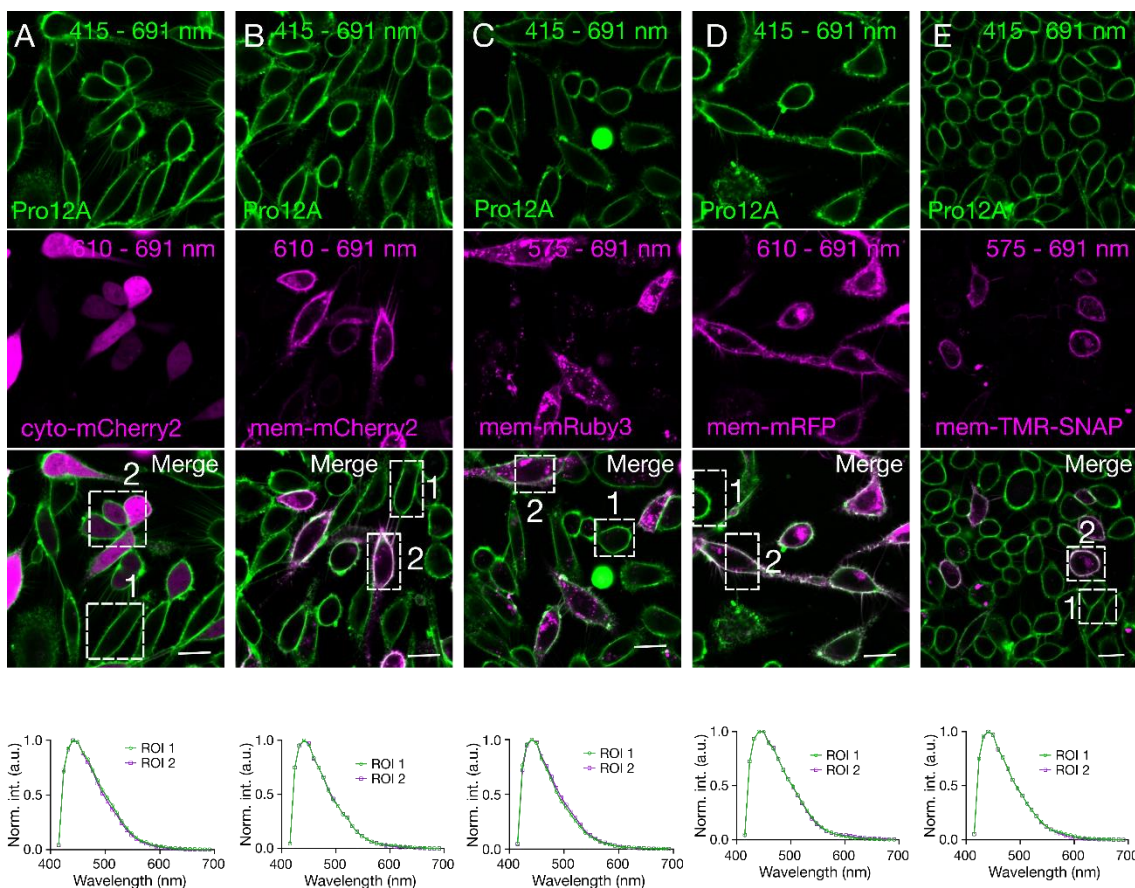 A 415 - 691 nm
Pro12A
610 - 691 nm
cyto-mCherry2
Merge
2
1
B 415 - 691 nm
Pro12A
610 - 691 nm
mem-mCherry2
Merge
1
2
C 415 - 691 nm
Pro12A
575 - 691 nm
mem-mRuby3
Merge
1
2
D 415 - 691 nm
Pro12A
610 - 691 nm
mem-mRFP
Merge
1
2
E 415 - 691 nm
Pro12A
575 - 691 nm
mem-TMR-SNAP
Merge
2
1
Norm. int. (a.u.)
1.0
0.5
0.0
ROI 1
ROI 2
400 500 600 700
Wavelength (nm)
Norm. int. (a.u.)
1.0
0.5
0.0
ROI 1
ROI 2
400 500 600 700
Wavelength (nm)
Norm. int. (a.u.)
1.0
0.5
0.0
ROI 1
ROI 2
400 500 600 700
Wavelength (nm)
Norm. int. (a.u.)
1.0
0.5
0.0
ROI 1
ROI 2
400 500 600 700
Wavelength (nm)
Norm. int. (a.u.)
1.0
0.5
0.0
ROI 1
ROI 2
400 500 600 700
Wavelength (nm)